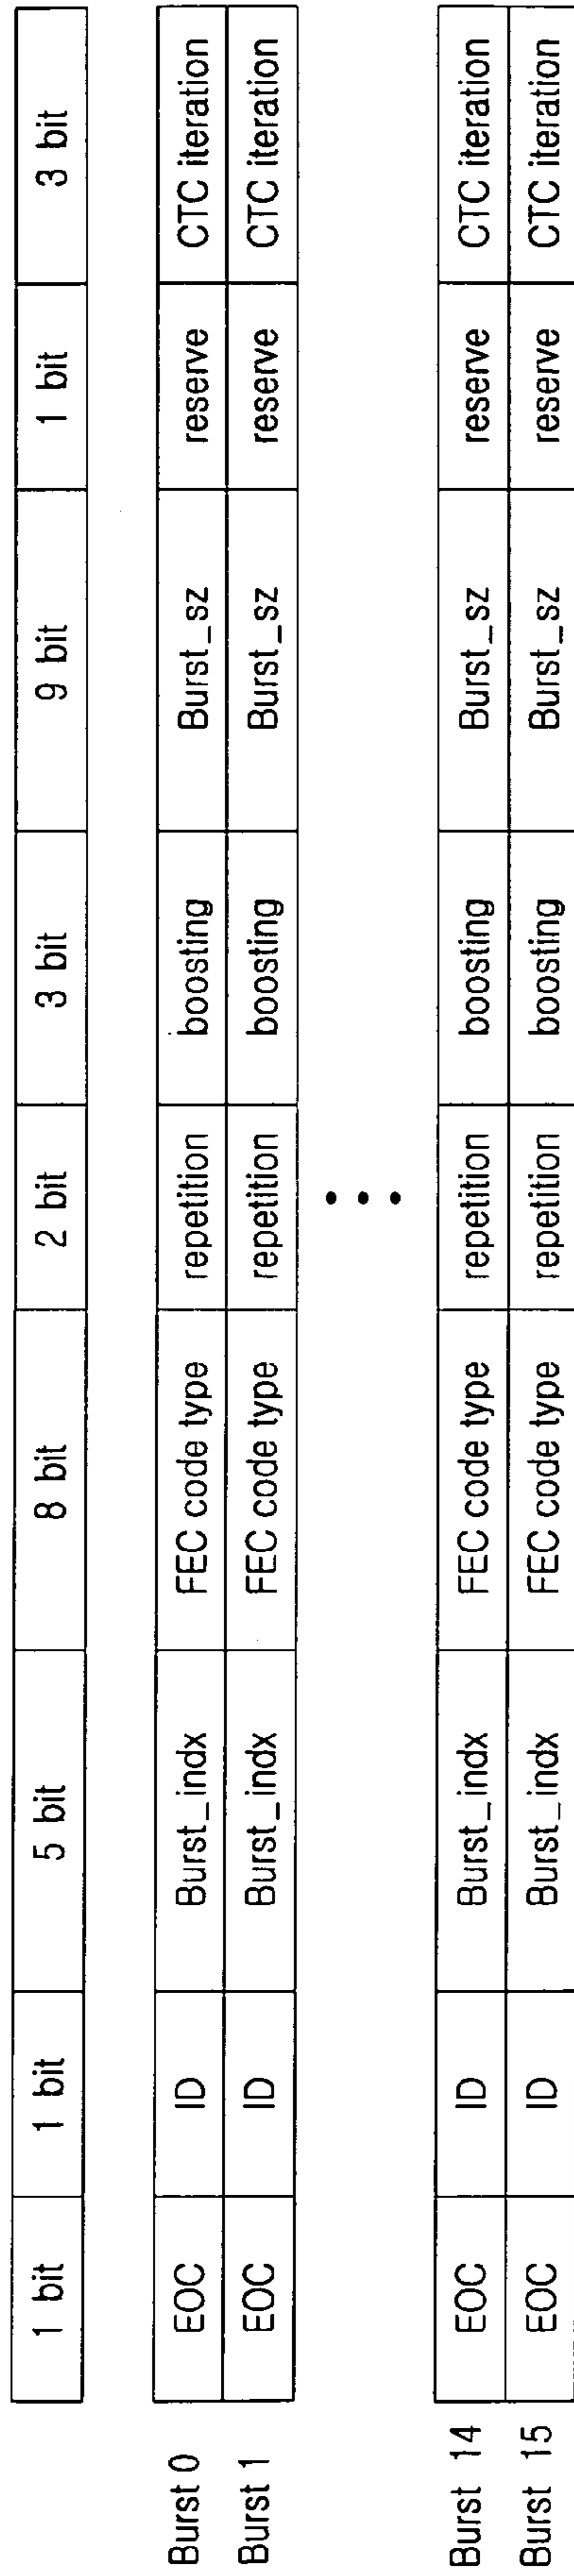 1 bit 1 bit 5 bit 8 bit 2 bit 3 bit 9 bit 1 bit 3 bit
Burst 0 EOC ID Burst_indx FEC code type repetition boosting Burst_sz reserve CTC iteration
Burst 1 EOC ID Burst_indx FEC code type repetition boosting Burst_sz reserve CTC iteration
• • •
Burst 14 EOC ID Burst_indx FEC code type repetition boosting Burst_sz reserve CTC iteration
Burst 15 EOC ID Burst_indx FEC code type repetition boosting Burst_sz reserve CTC iteration